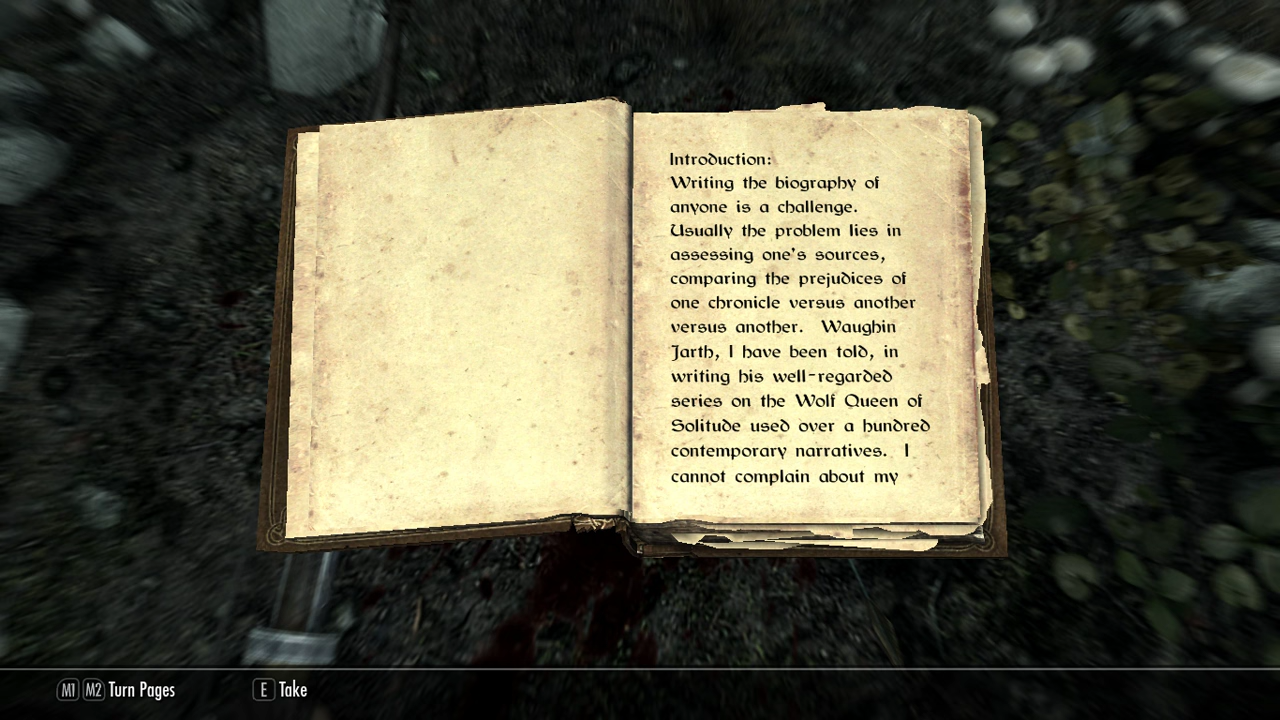 Introduction:
Writing the biography of
anyone is a challenge.
Usually the problem lies in
assessing one's sources,
comparing the prejudices of
one chronicle versus another
versus another.  Waughin
Jarth, I have been told, in
writing his well-regarded
series on the Wolf Queen of
Solitude used over a hundred
contemporary narratives.  I
cannot complain about my
M1 M2 Turn Pages
E Take